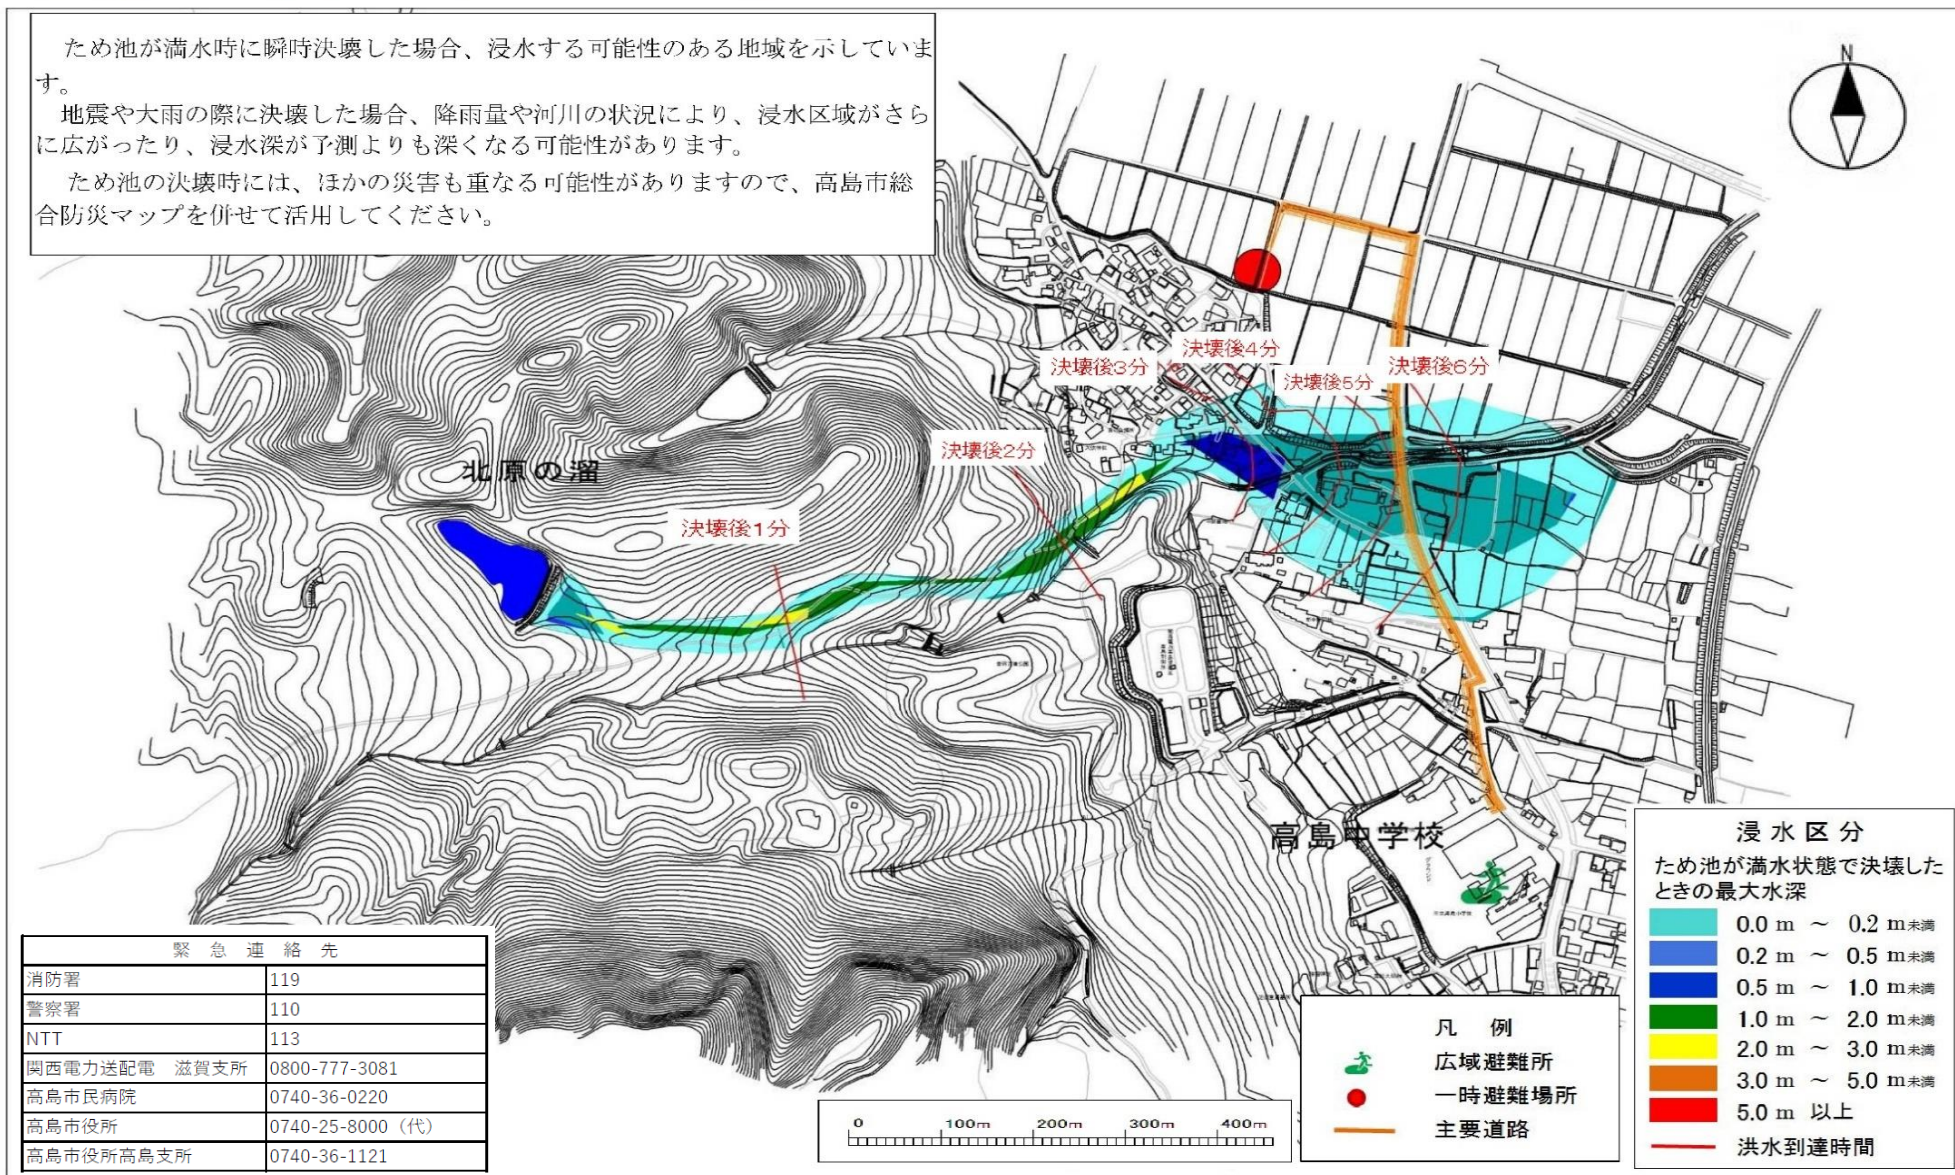 ため池が満水時に瞬時決壊した場合、浸水する可能性のある地域を示していま
す。
地震や大雨の際に決壊した場合、降雨量や河川の状況により、浸水区域がさら
に広がったり、浸水深が予測よりも深くなる可能性があります。
ため池の決壊時には、ほかの災害も重なる可能性がありますので、高島市総
合防災マップを併せて活用してください。
N
決壊後4分
決壊後3分
決壊後6分
決壊後5分
決壊後2分
北原の溜
決壊後1分
高島中学校
緊急連絡先
消防署 119
警察署 110
NTT 113
関西電力送配電 滋賀支所 0800-777-3081
高島市民病院 0740-36-0220
高島市役所 0740-25-8000（代）
高島市役所高島支所 0740-36-1121
0 100m 200m 300m 400m
凡例
広域避難所
一時避難場所
主要道路
浸水区分
ため池が満水状態で決壊した
ときの最大水深
0.0 m ～ 0.2 m未満
0.2 m ～ 0.5 m未満
0.5 m ～ 1.0 m未満
1.0 m ～ 2.0 m未満
2.0 m ～ 3.0 m未満
3.0 m ～ 5.0 m未満
5.0 m 以上
洪水到達時間